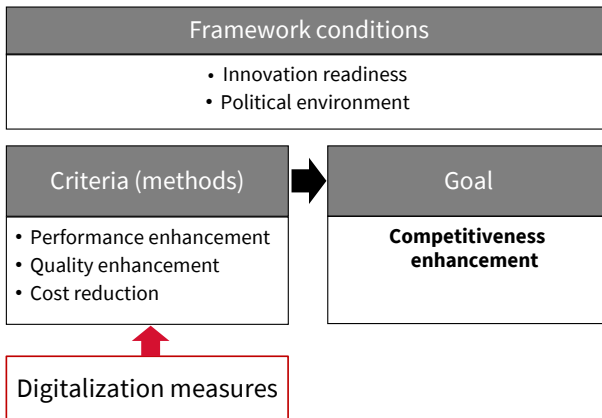 Framework conditions
• Innovation readiness
• Political environment
Criteria (methods)
Goal
• Performance enhancement
• Quality enhancement
• Cost reduction
Competitiveness
enhancement
Digitalization measures